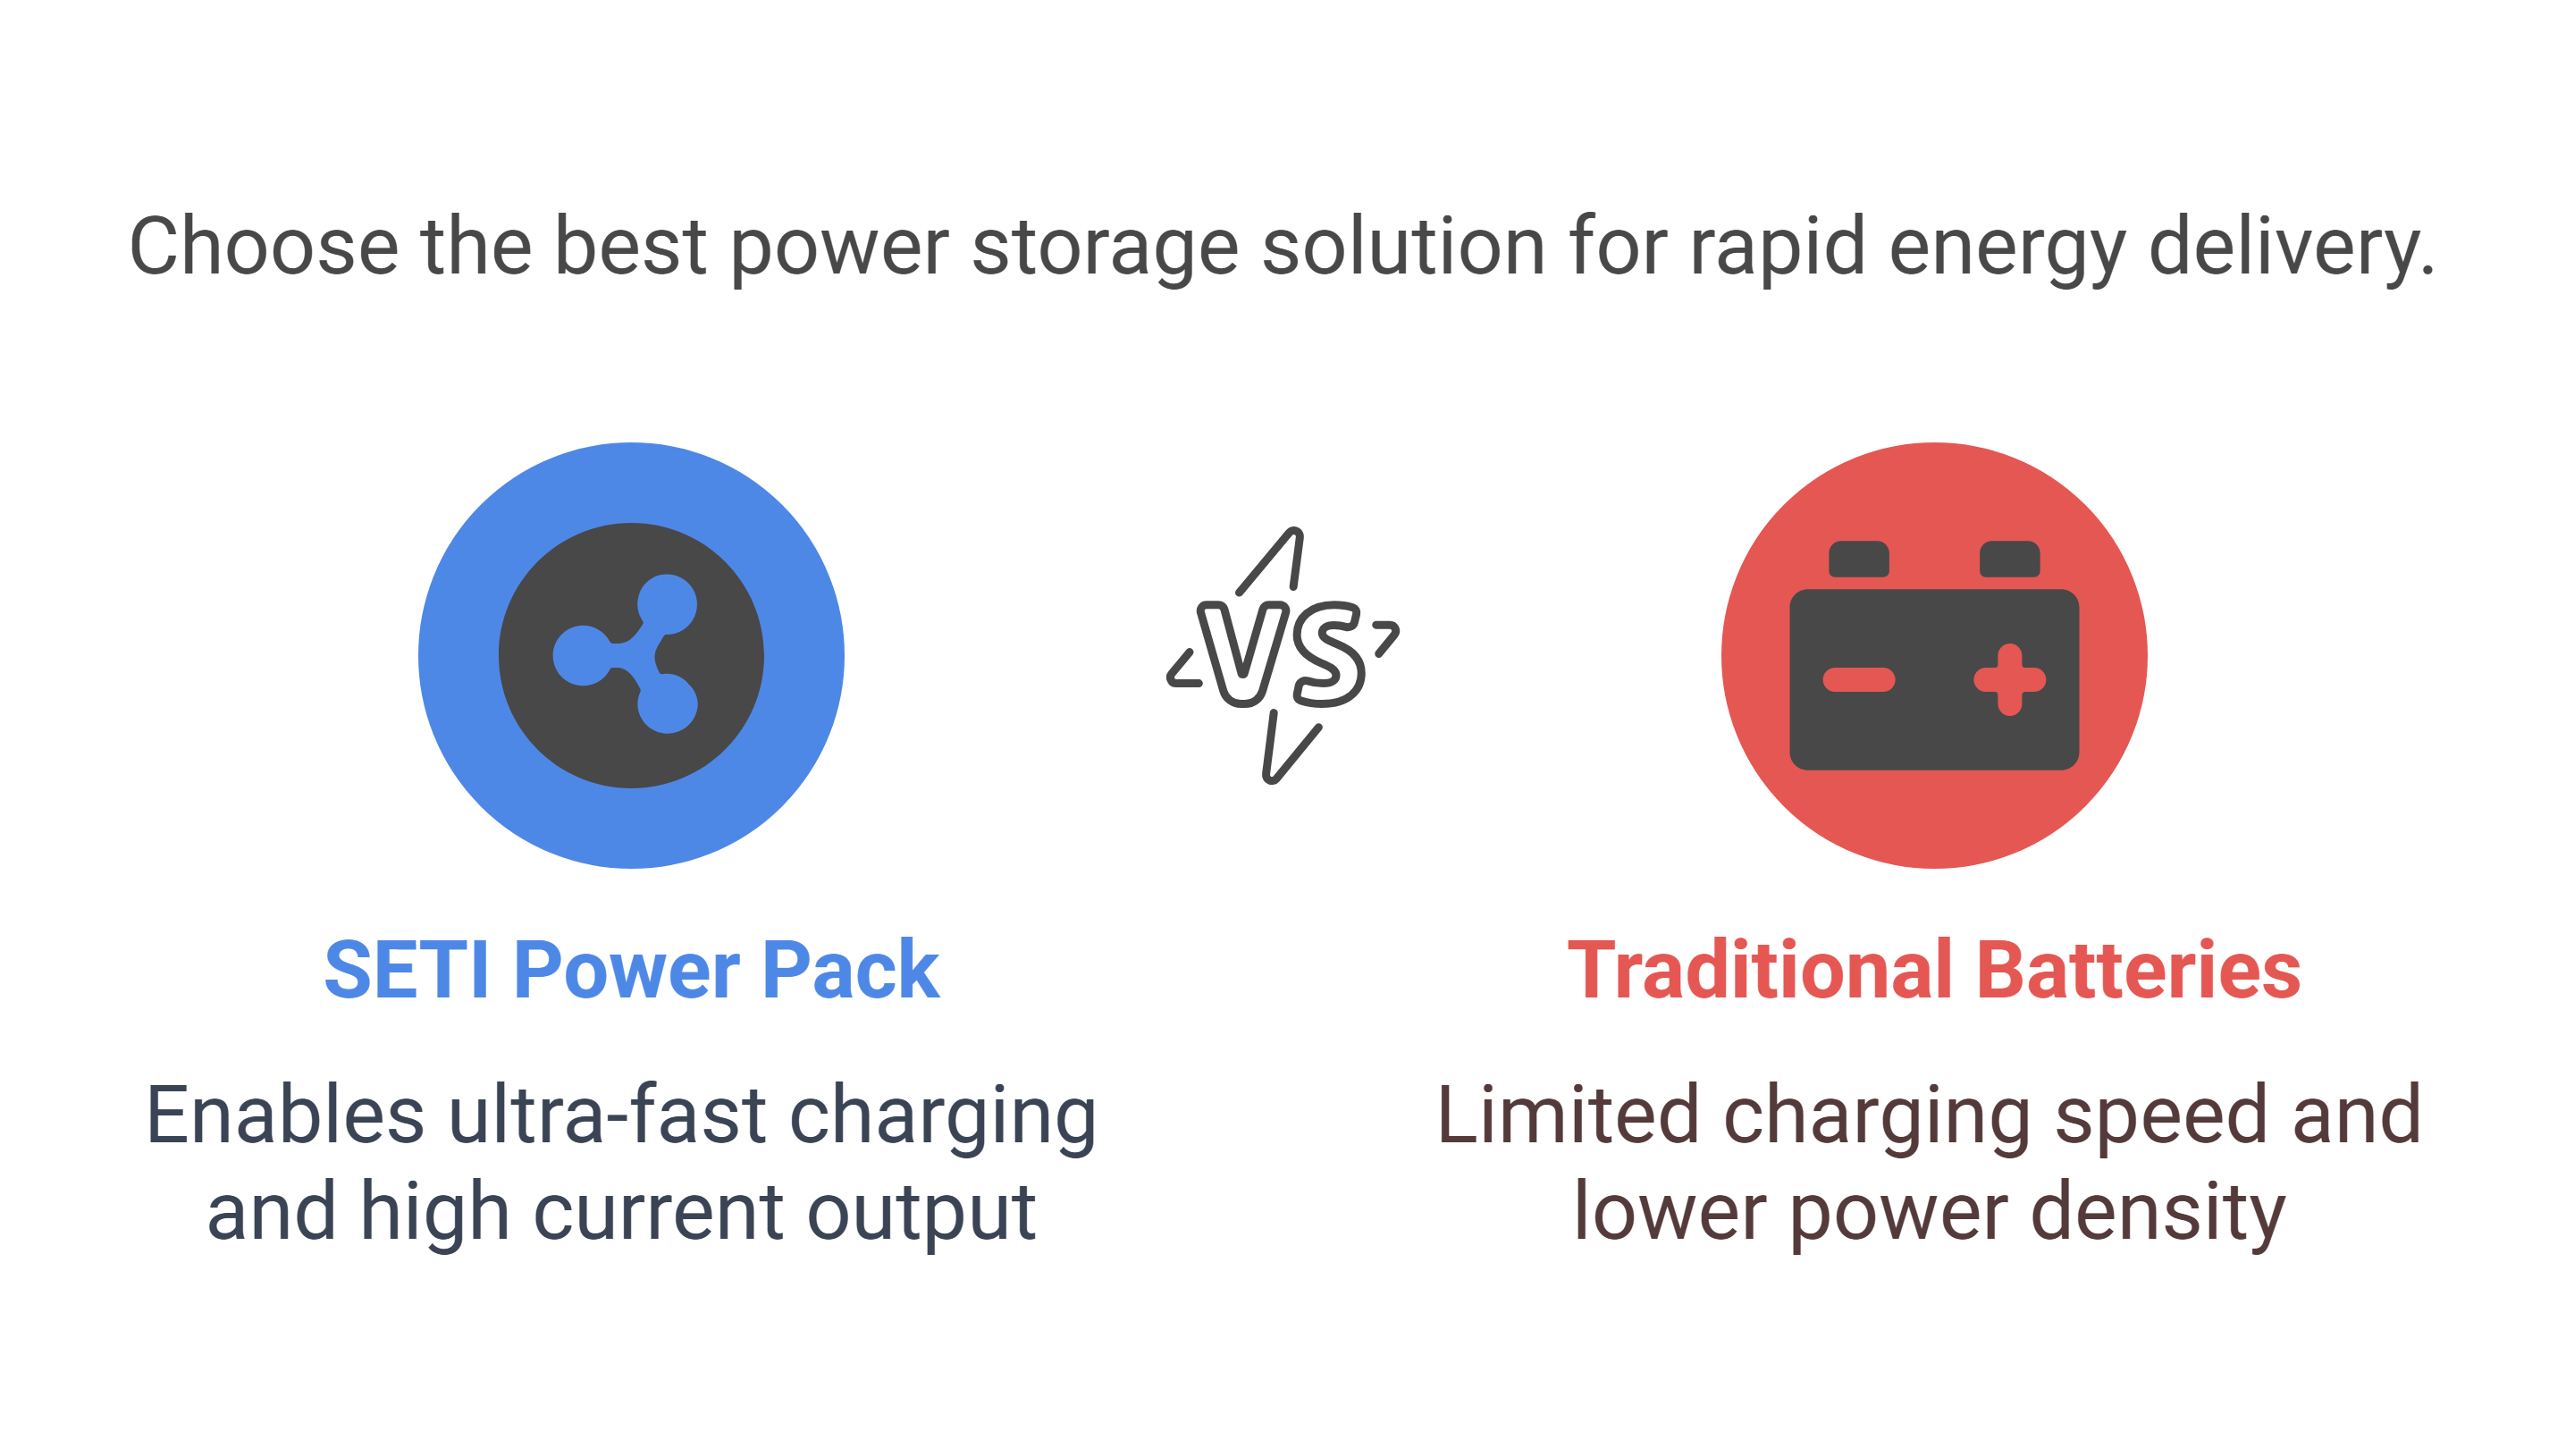 Choose the best power storage solution for rapid energy delivery.
VS
SETI Power Pack
Enables ultra-fast charging
and high current output
Traditional Batteries
Limited charging speed and
lower power density